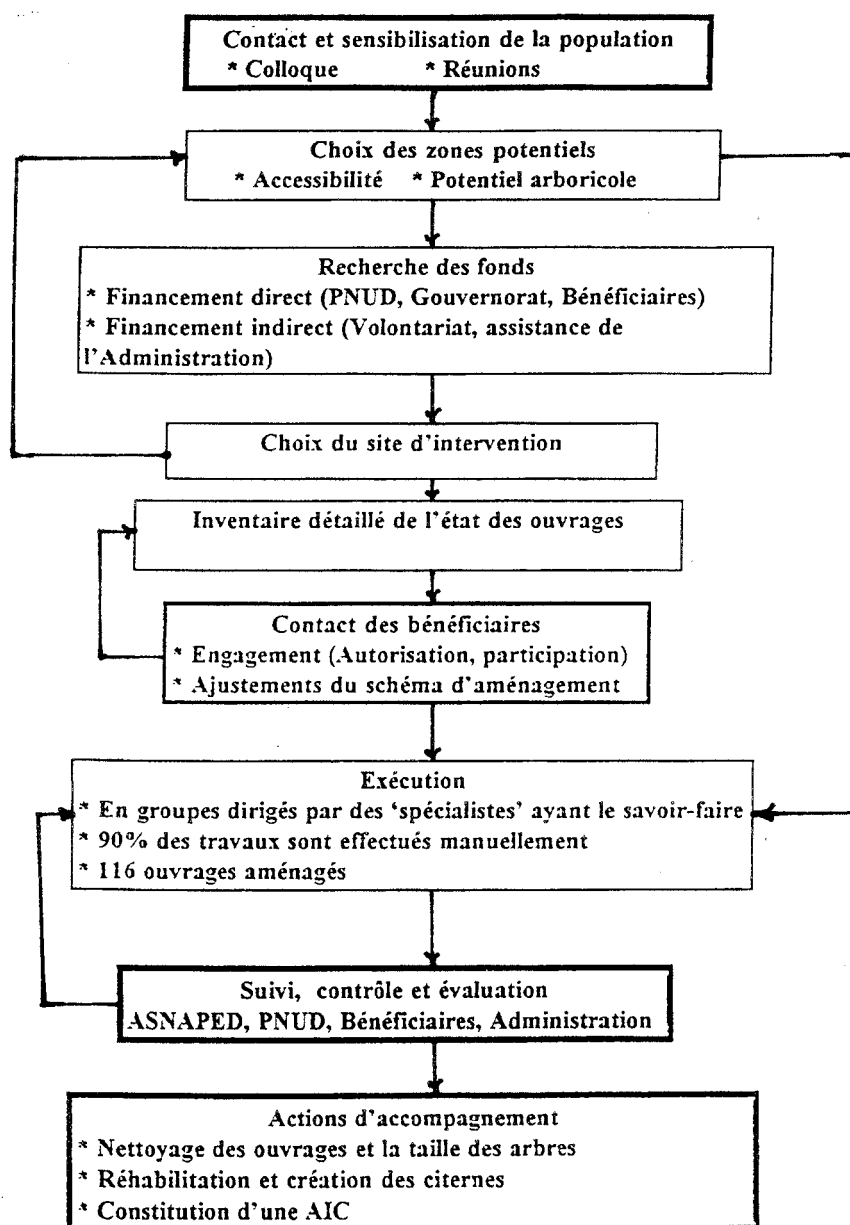 Contact et sensibilisation de la population
* Colloque * Réunions
Choix des zones potentiels
* Accessibilité * Potentiel arboricole
Recherche des fonds
* Financement direct (PNUD, Gouvernorat, Bénéficiaires)
* Financement indirect (Volontariat, assistance de
l'Administration)
Choix du site d'intervention
Inventaire détaillé de l'état des ouvrages
Contact des bénéficiaires
* Engagement (Autorisation, participation)
* Ajustements du schéma d'aménagement
Exécution
* En groupes dirigés par des 'spécialistes' ayant le savoir-faire
* 90% des travaux sont effectués manuellement
* 116 ouvrages aménagés
Suivi, contrôle et évaluation
ASNAPED, PNUD, Bénéficiaires, Administration
Actions d'accompagnement
* Nettoyage des ouvrages et la taille des arbres
* Réhabilitation et création des citernes
* Constitution d'une AIC